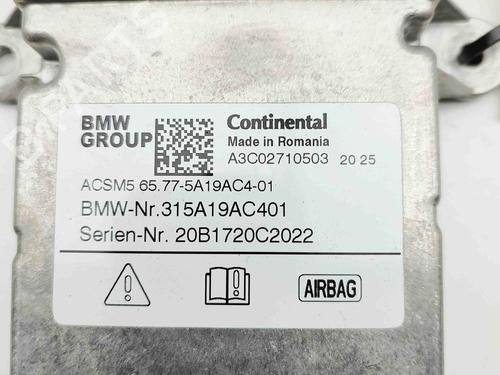 BMW
GROUP
Continental
Made in Romania
A3C02710503 20 25
ACSM5 65.77-5A19AC4-01
BMW-Nr.315A19AC401
Serien-Nr. 20B1720C2022
AIRBAG